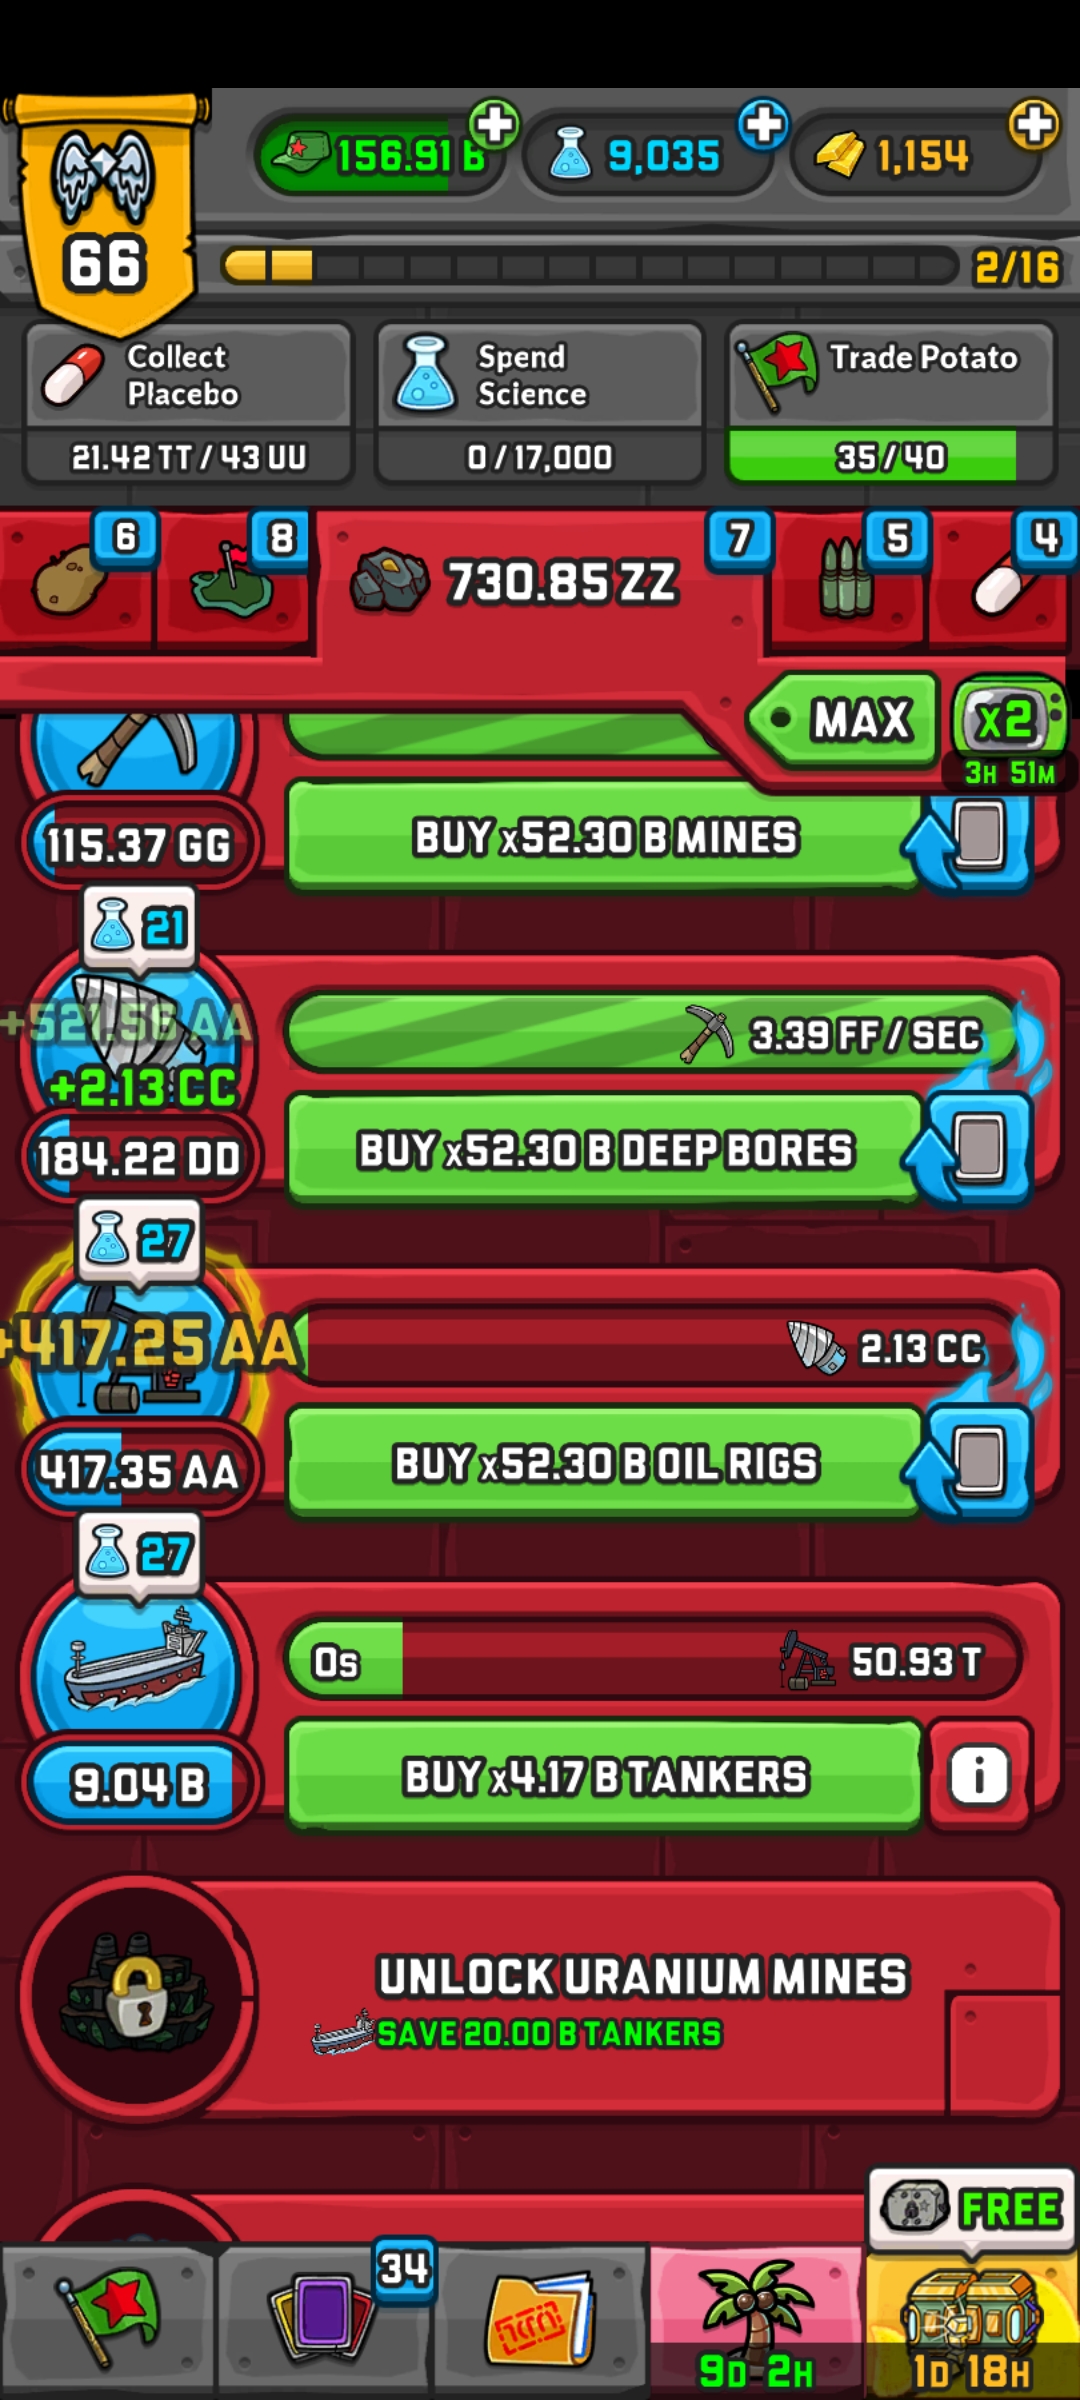 156.91 B
9,035
1,154
66
2/16
Collect
Placebo
21.42 TT / 43 UU
Spend
Science
0 / 17,000
Trade Potato
35 / 40
6
8
730.85 ZZ
7
5
4
MAX
x2
3H 51M
115.37 GG
BUY x52.30 B MINES
21
+521.56 AA
+2.13 CC
3.39 FF / SEC
184.22 DD
BUY x52.30 B DEEP BORES
27
+417.25 AA
2.13 CC
417.35 AA
BUY x52.30 B OIL RIGS
27
0s
50.93 T
9.04 B
BUY x4.17 B TANKERS
i
UNLOCK URANIUM MINES
SAVE 20.00 B TANKERS
FREE
34
9D 2H
1D 18H